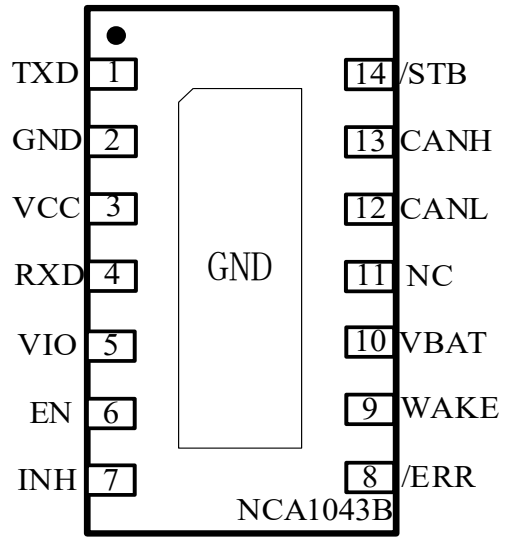 TXD 1 14 /STB
GND 2 13 CANH
VCC 3 12 CANL
RXD 4 GND 11 NC
VIO 5 10 VBAT
EN 6 9 WAKE
INH 7 8 /ERR
NCA1043B